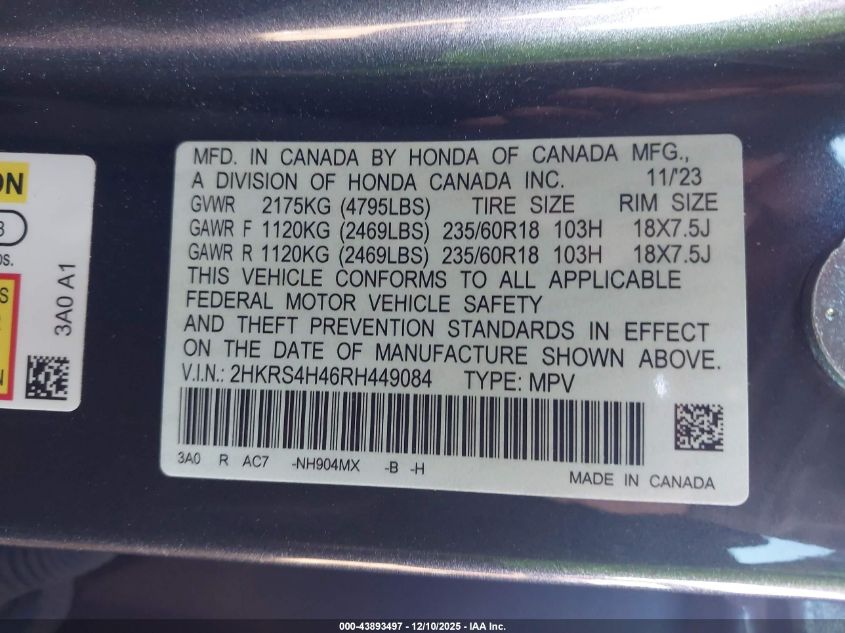 MFD. IN CANADA BY HONDA OF CANADA MFG.,
A DIVISION OF HONDA CANADA INC. 11/'23
GVWR 2175KG (4795LBS) TIRE SIZE RIM SIZE
GAWR F 1120KG (2469LBS) 235/60R18 103H 18X7.5J
GAWR R 1120KG (2469LBS) 235/60R18 103H 18X7.5J
THIS VEHICLE CONFORMS TO ALL APPLICABLE
FEDERAL MOTOR VEHICLE SAFETY
AND THEFT PREVENTION STANDARDS IN EFFECT
ON THE DATE OF MANUFACTURE SHOWN ABOVE.
V.I.N.: 2HKRS4H46RH449084 TYPE: MPV
3A0 R AC7 -NH904MX -B -H
MADE IN CANADA
3A0 A1
000-43893497 - 12/10/2025 - IAA Inc.